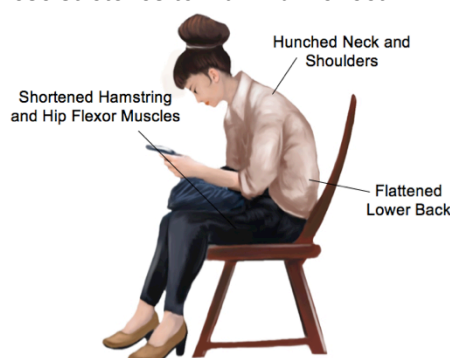 Hunched Neck and
Shoulders
Shortened Hamstring
and Hip Flexor Muscles
Flattened
Lower Back